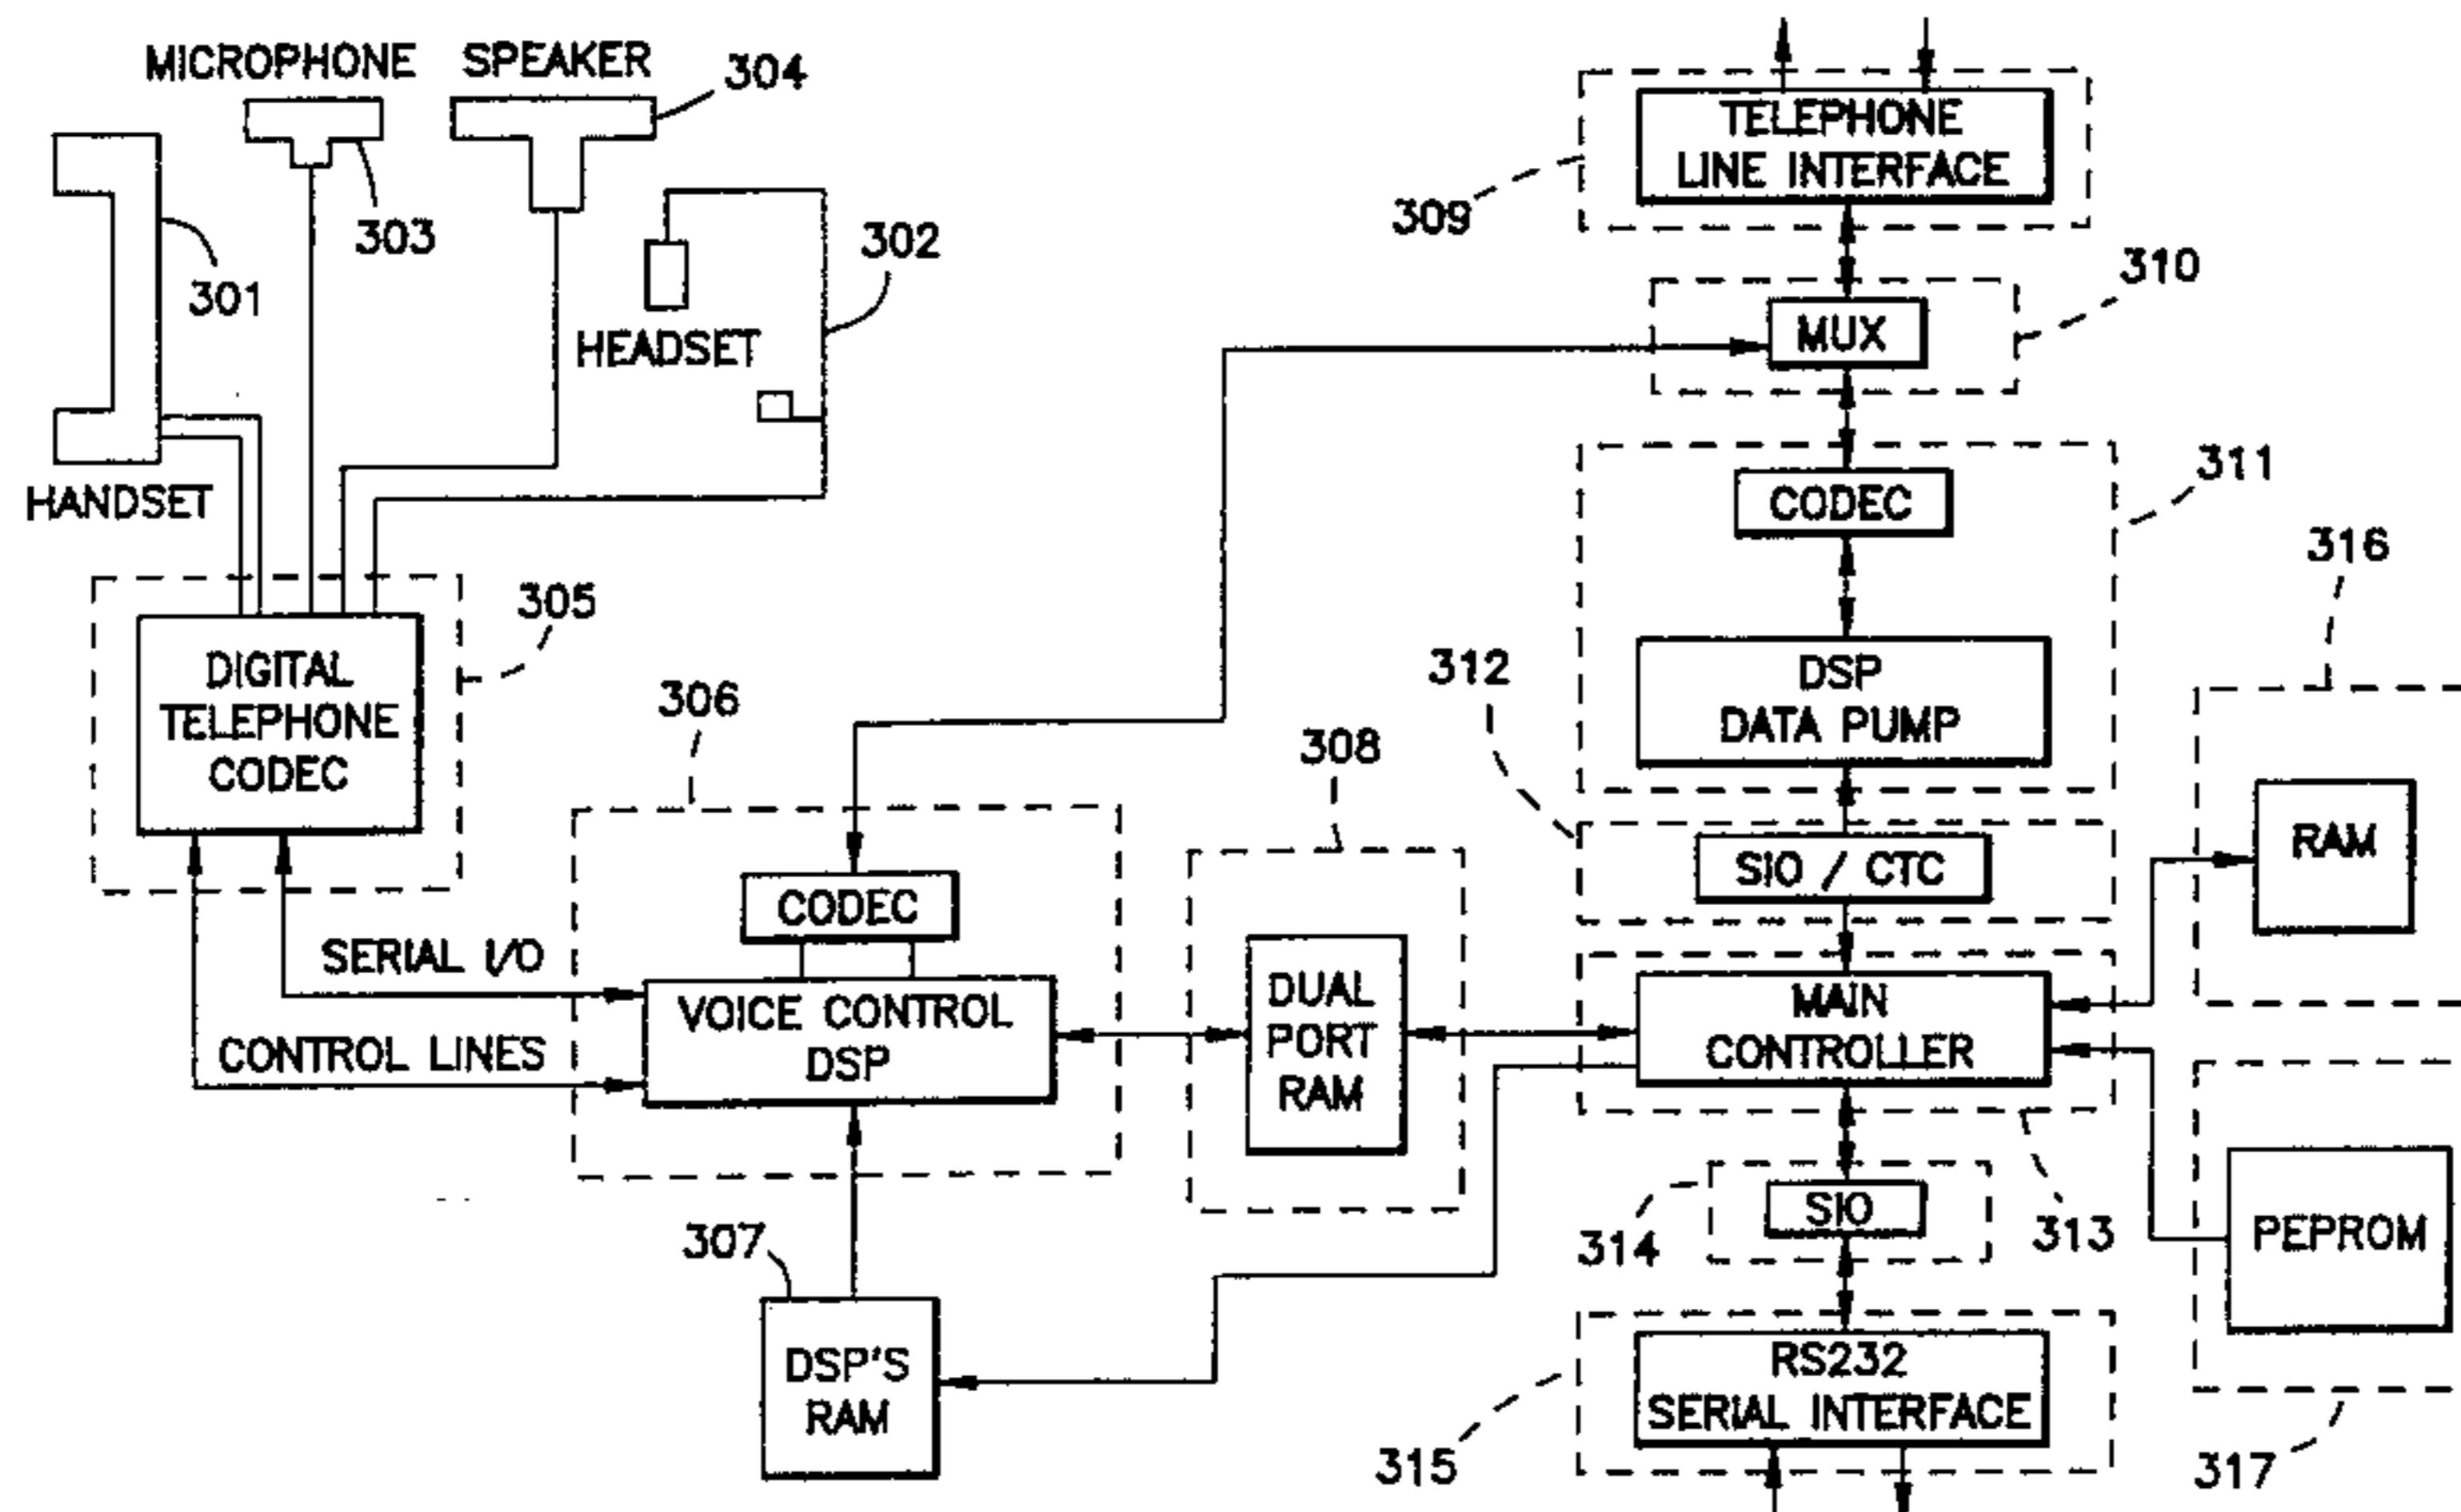 MICROPHONE
SPEAKER
304
303
301
302
HEADSET
HANDSET
305
DIGITAL
TELEPHONE
CODEC
SERIAL I/O
CONTROL LINES
306
CODEC
VOICE CONTROL
DSP
307
DSP'S
RAM
308
DUAL
PORT
RAM
TELEPHONE
LINE INTERFACE
309
310
MUX
311
CODEC
DSP
DATA PUMP
312
SIO / CTC
MAIN
CONTROLLER
313
314
SIO
RS232
SERIAL INTERFACE
315
316
RAM
PEPROM
317